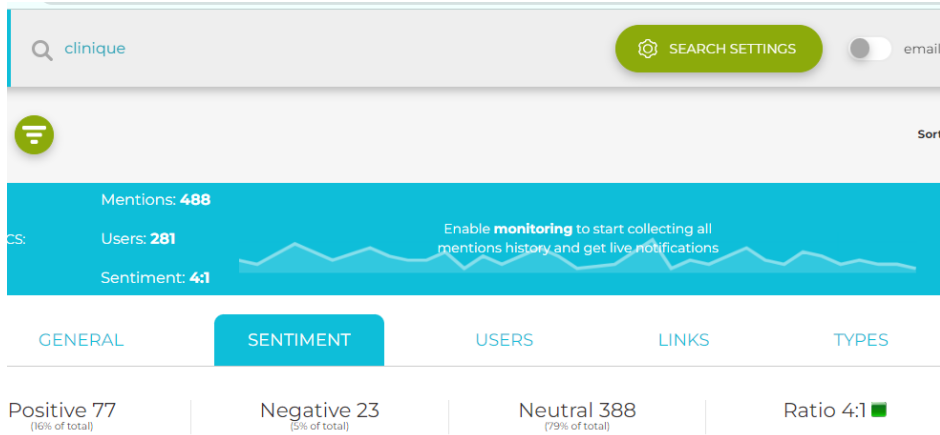 clinique
SEARCH SETTINGS
email
Sort
Mentions: 488
cs:
Users: 281
Sentiment: 4:1
Enable monitoring to start collecting all
mentions history and get live notifications
GENERAL
SENTIMENT
USERS
LINKS
TYPES
Positive 77
(16% of total)
Negative 23
(5% of total)
Neutral 388
(79% of total)
Ratio 4:1